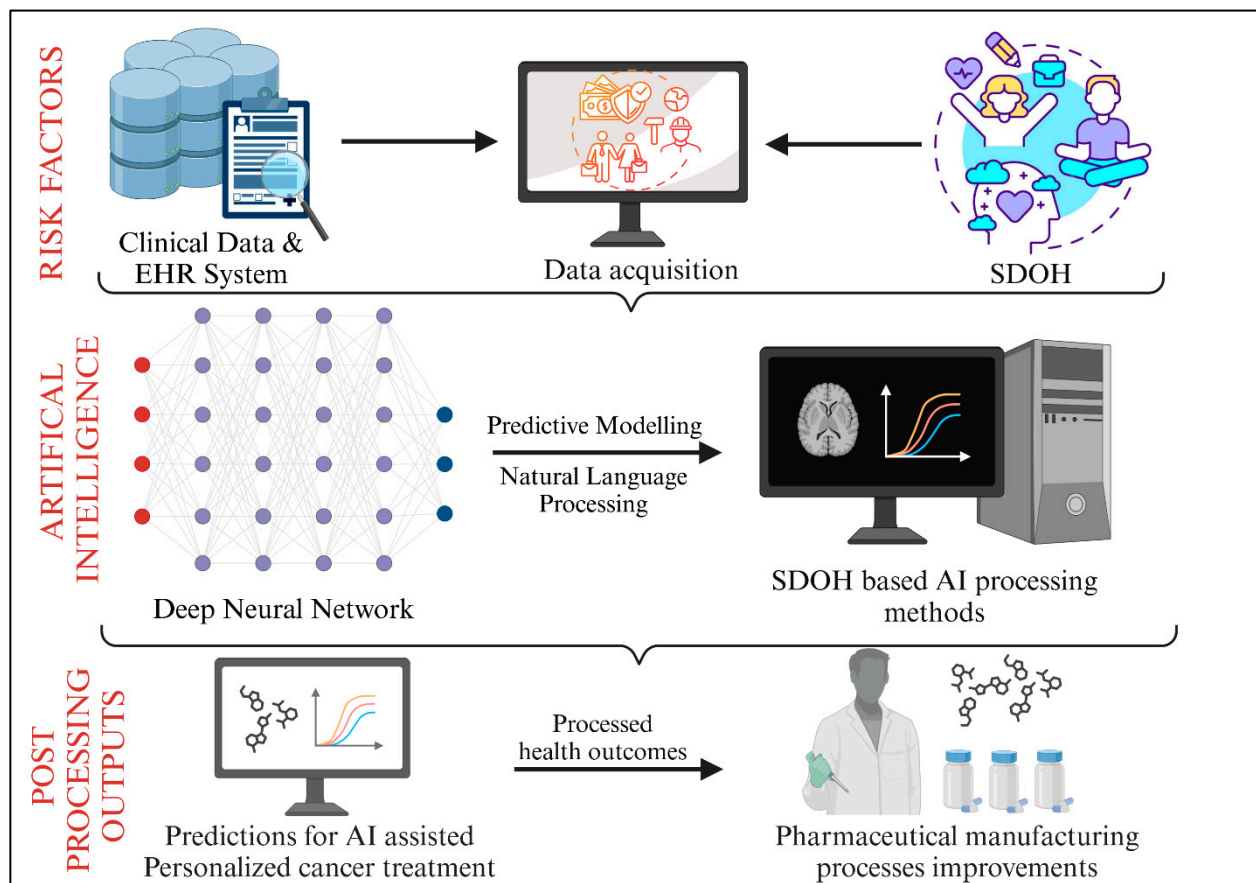 RISK FACTORS
Clinical Data &
EHR System
Data acquisition
SDOH
ARTIFICAL
INTELLIGENCE
Predictive Modelling
Natural Language
Processing
Deep Neural Network
SDOH based AI processing
methods
POST
PROCESSING
OUTPUTS
Processed
health outcomes
Predictions for AI assisted
Personalized cancer treatment
Pharmaceutical manufacturing
processes improvements